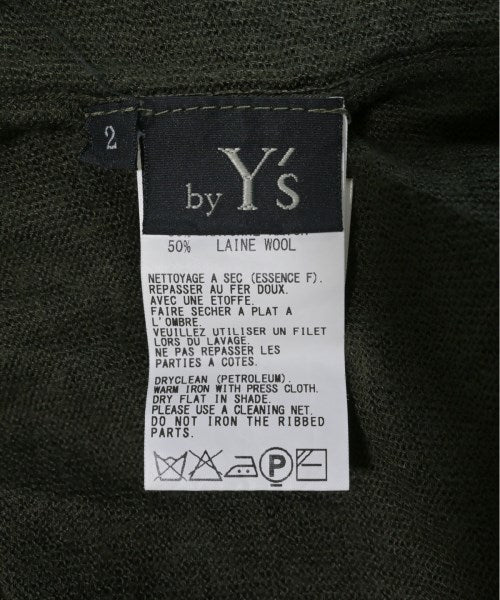 2
by Y's
50% LAINE WOOL
NETTOYAGE A SEC (ESSENCE F).
REPASSER AU FER DOUX.
AVEC UNE ETOFFE.
FAIRE SECHER A PLAT A
L'OMBRE.
VEUILLEZ UTILISER UN FILET
LORS DU LAVAGE.
NE PAS REPASSER LES
PARTIES A COTES.
DRYCLEAN (PETROLEUM).
WARM IRON WITH PRESS CLOTH.
DRY FLAT IN SHADE.
PLEASE USE A CLEANING NET.
DO NOT IRON THE RIBBED
PARTS.
P